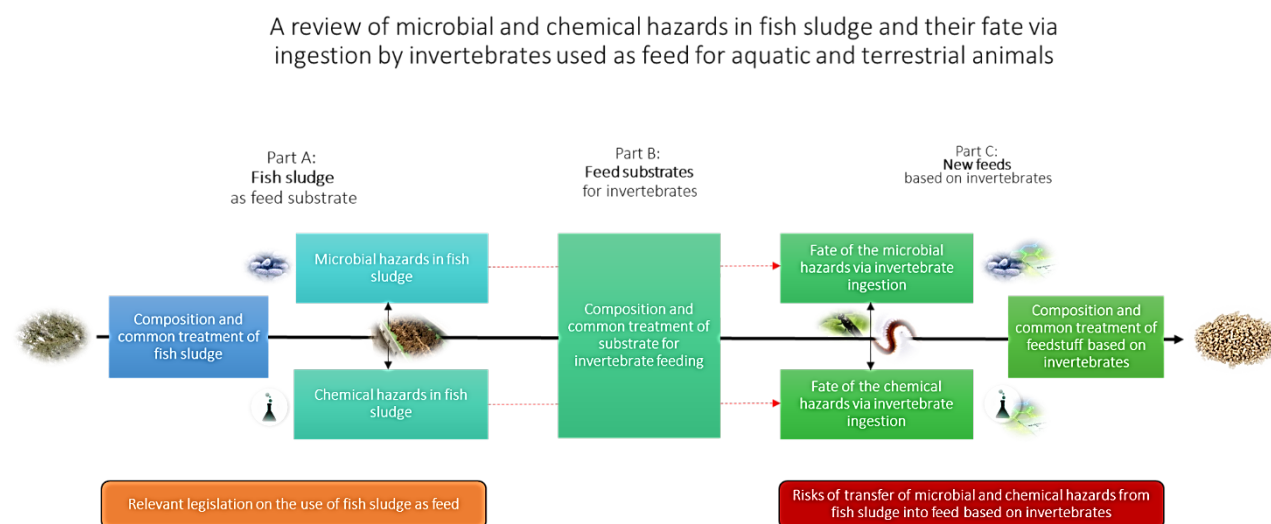 A review of microbial and chemical hazards in fish sludge and their fate via
ingestion by invertebrates used as feed for aquatic and terrestrial animals
Part A:
Fish sludge
as feed substrate
Part B:
Feed substrates
for invertebrates
Part C:
New feeds
based on invertebrates
Microbial hazards in fish
sludge
Fate of the microbial
hazards via invertebrate
ingestion
Composition and
common treatment of
fish sludge
Composition and
common treatment of
substrate for
invertebrate feeding
Composition and
common treatment of
feedstuff based on
invertebrates
Chemical hazards in fish
sludge
Fate of the chemical
hazards via invertebrate
ingestion
Relevant legislation on the use of fish sludge as feed
Risks of transfer of microbial and chemical hazards from
fish sludge into feed based on invertebrates